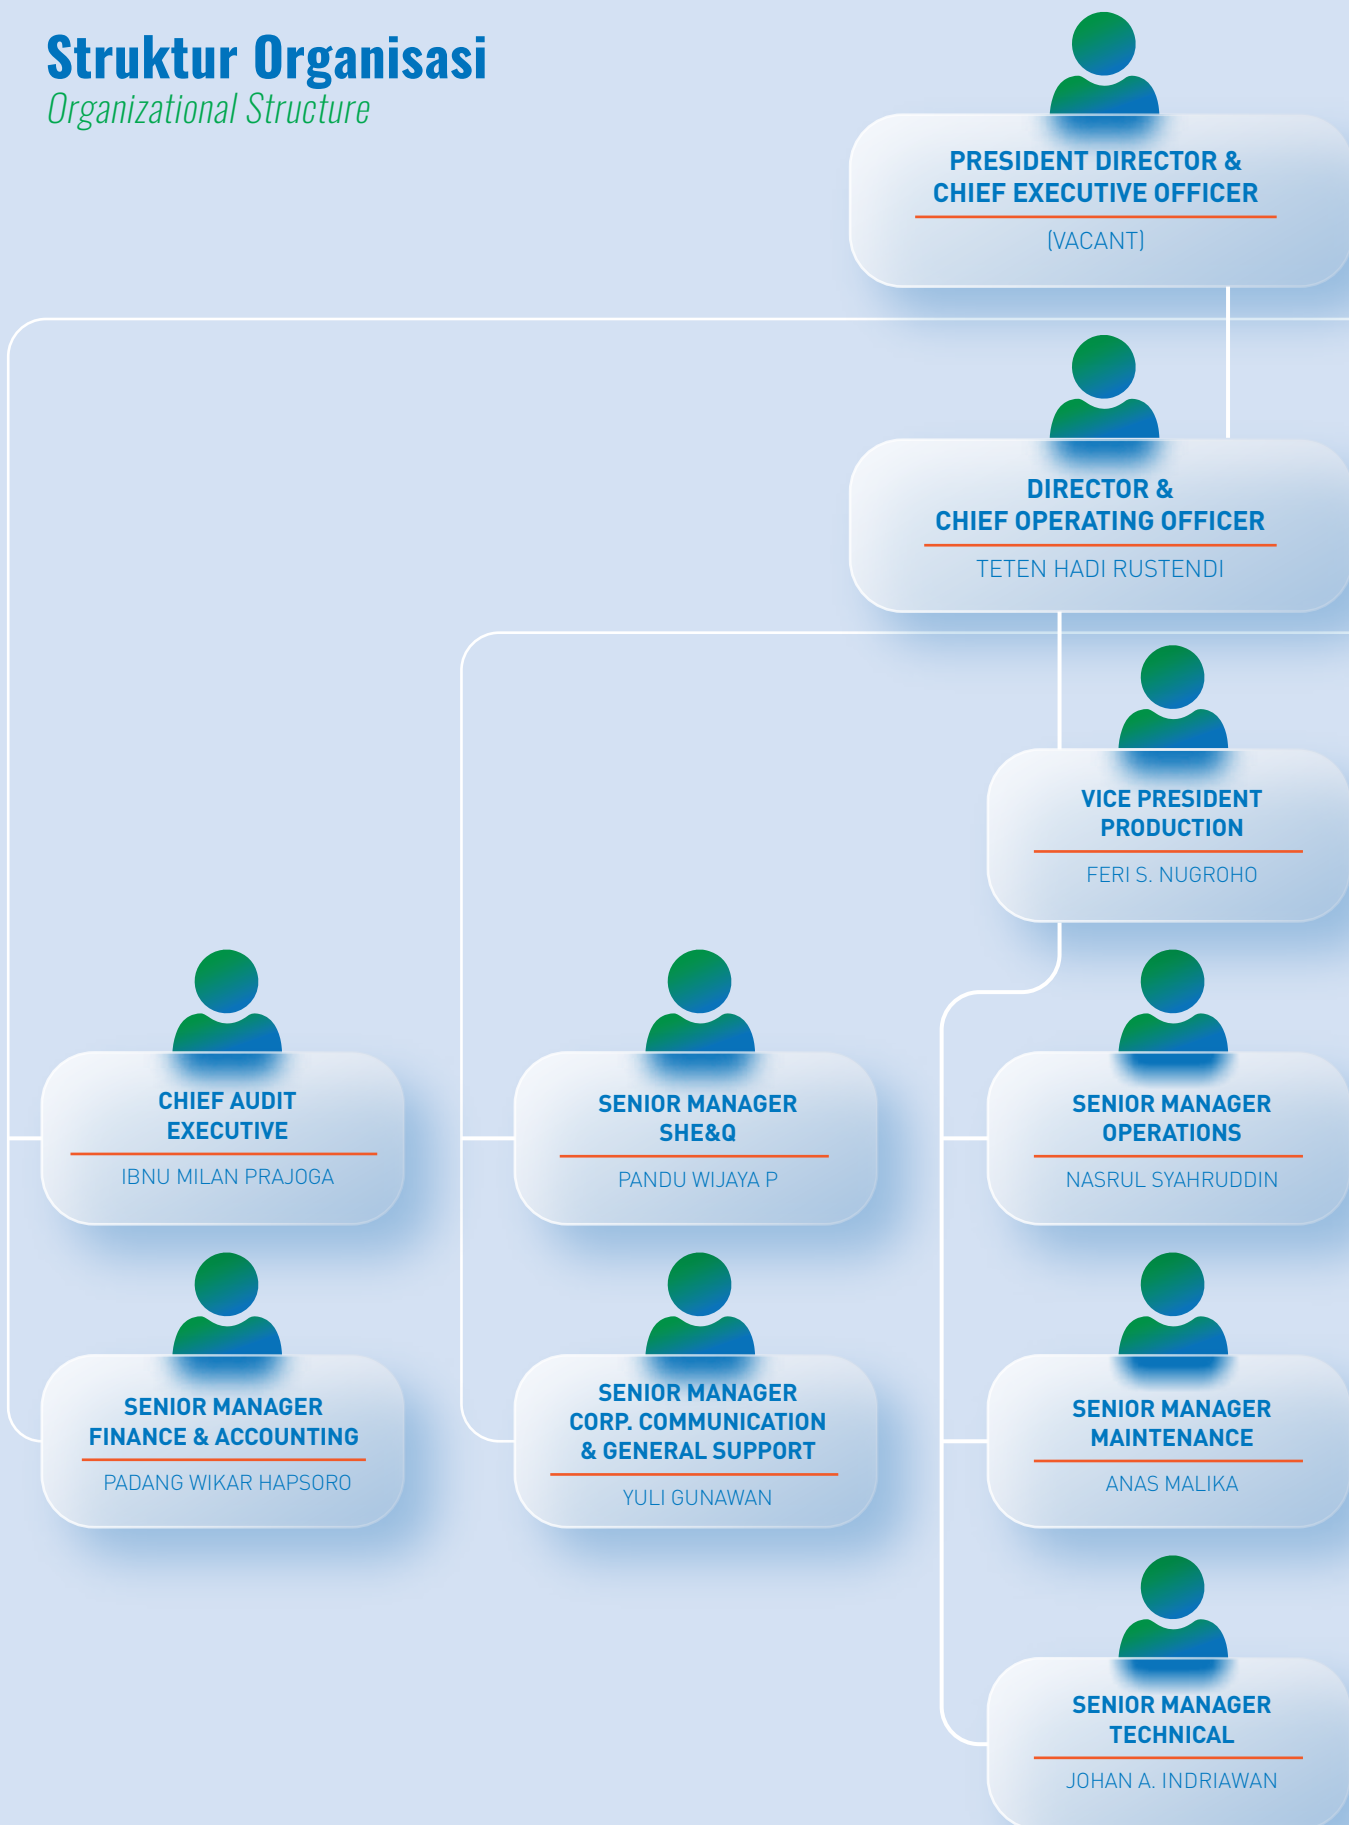 Struktur Organisasi
Organizational Structure
PRESIDENT DIRECTOR &
CHIEF EXECUTIVE OFFICER
(VACANT)
DIRECTOR &
CHIEF OPERATING OFFICER
TETEN HADI RUSTENDI
VICE PRESIDENT
PRODUCTION
FERI S. NUGROHO
CHIEF AUDIT
EXECUTIVE
IBNU MILAN PRAJOGA
SENIOR MANAGER
SHE&Q
PANDU WIJAYA P
SENIOR MANAGER
OPERATIONS
NASRUL SYAHRUDDIN
SENIOR MANAGER
FINANCE & ACCOUNTING
PADANG WIKAR HAPSORO
SENIOR MANAGER
CORP. COMMUNICATION
& GENERAL SUPPORT
YULI GUNAWAN
SENIOR MANAGER
MAINTENANCE
ANAS MALIKA
SENIOR MANAGER
TECHNICAL
JOHAN A. INDRIAWAN